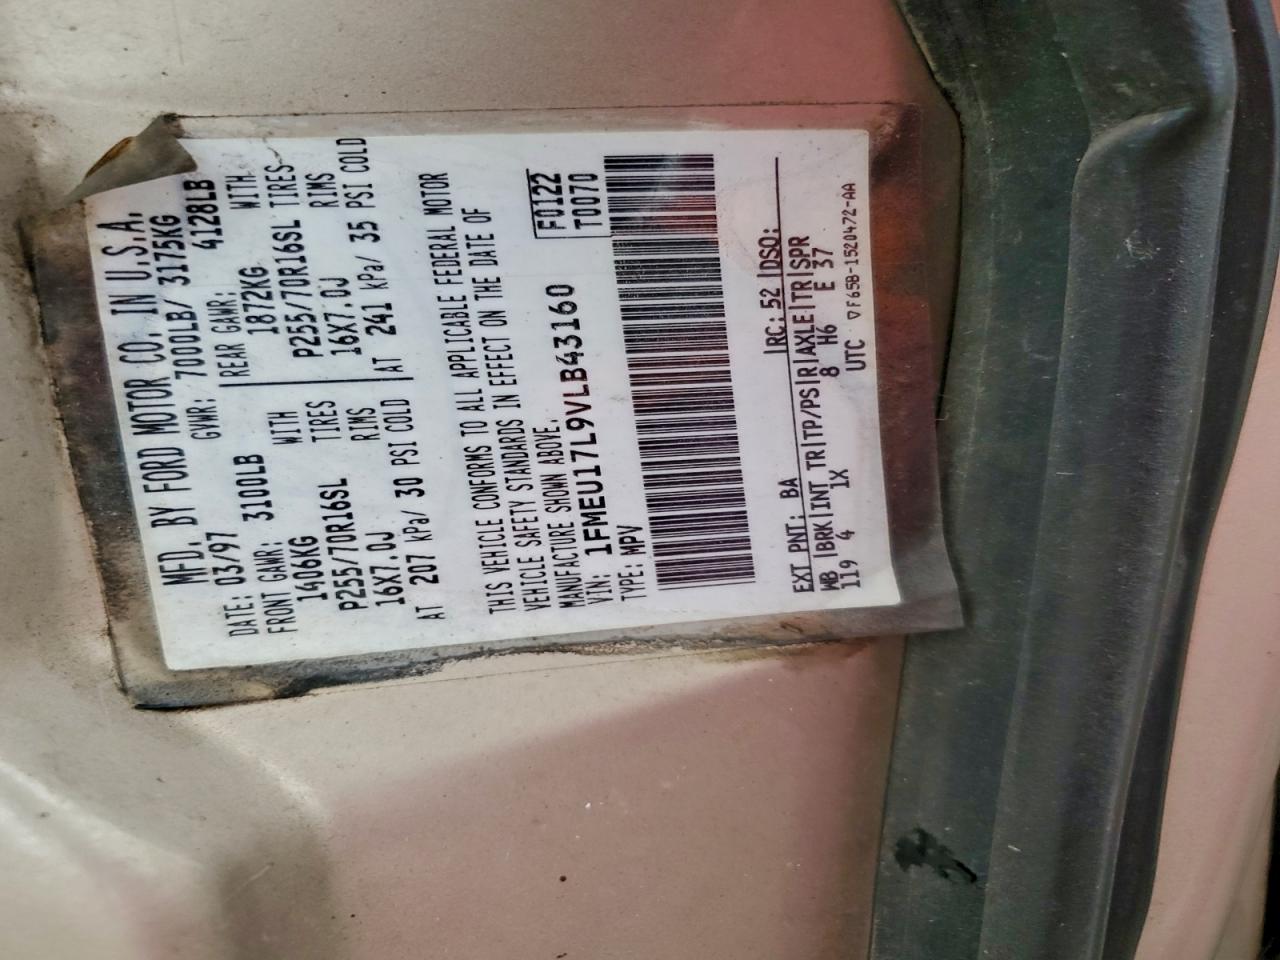 MFD. BY FORD MOTOR CO. IN U.S.A.
DATE: 03/97 GVWR: 7000LB/ 3175KG
FRONT GAWR: 3100LB REAR GAWR: 4128LB
1406KG WITH 1872KG WITH
P255/70R16SL TIRES P255/70R16SL TIRES
16X7.0J RIMS 16X7.0J RIMS
AT 207 kPa/ 30 PSI COLD AT 241 kPa/ 35 PSI COLD
THIS VEHICLE CONFORMS TO ALL APPLICABLE FEDERAL MOTOR
VEHICLE SAFETY STANDARDS IN EFFECT ON THE DATE OF
MANUFACTURE SHOWN ABOVE.
VIN: 1FMEU17L9VLB43160 F0122
TYPE: MPV T0070
EXT PNT: BA RC: 52 DSO:
WB BRK INT TR TP/PS R AXLE TR SPR
119 4 1X 8 H6 E 37
UTC ▽F65B-1520472-AA